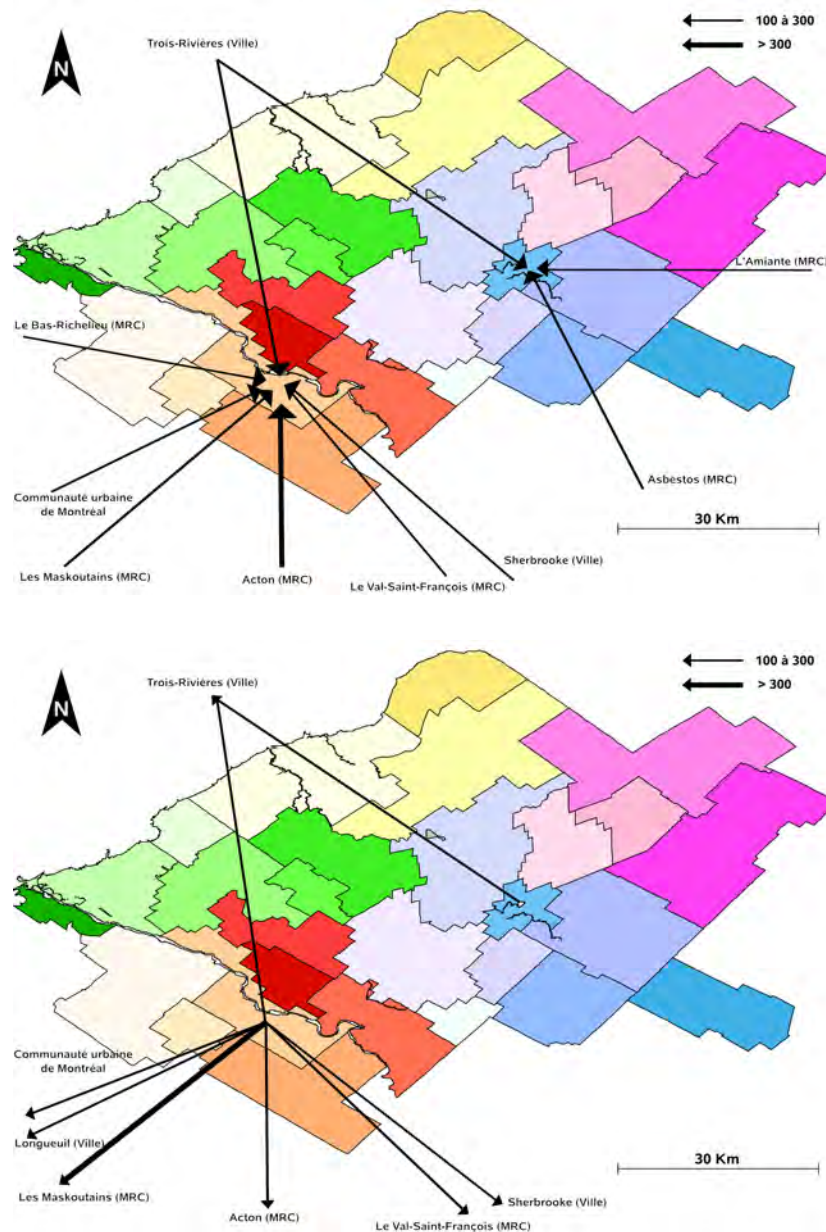 100 à 300
> 300
Trois-Rivières (Ville)
N
L'Amiante (MRC)
Le Bas-Richelieu (MRC)
Asbestos (MRC)
Communauté urbaine
de Montréal
30 Km
Sherbrooke (Ville)
Les Maskoutains (MRC)
Acton (MRC)
Le Val-Saint-François (MRC)
100 à 300
> 300
Trois-Rivières (Ville)
N
Communauté urbaine
de Montréal
Longueuil (Ville)
30 Km
Les Maskoutains (MRC)
Sherbrooke (Ville)
Acton (MRC)
Le Val-Saint-François (MRC)